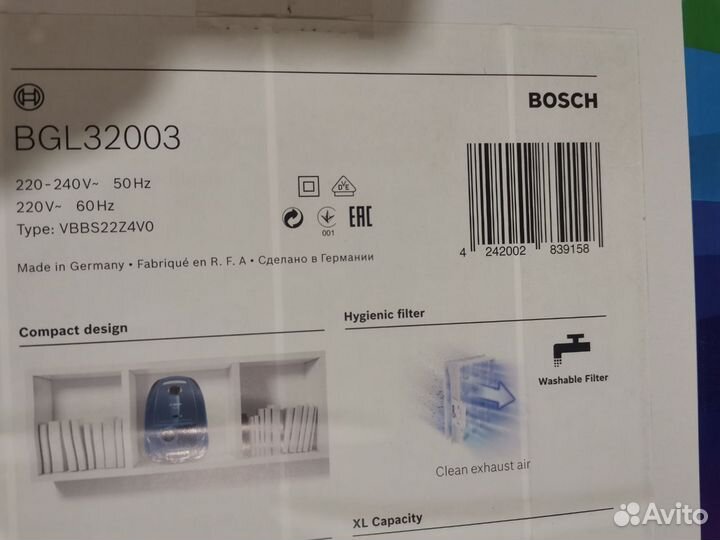 BOSCH
BGL32003
220-240V~ 50Hz
220V~ 60Hz
Type: VBBS22Z4V0
VDE
001
EAC
4 242002 839158
Made in Germany • Fabriqué en R. F. A • Сделано в Германии
Compact design
Hygienic filter
Washable Filter
Clean exhaust air
XL Capacity
Avito